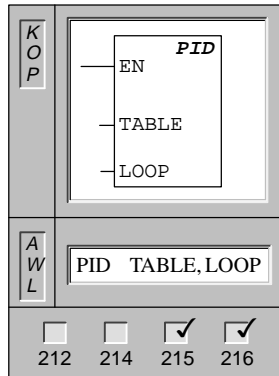 K
O
P
PID
EN
TABLE
LOOP
A
W
L
PID TABLE, LOOP
212 214 215 216